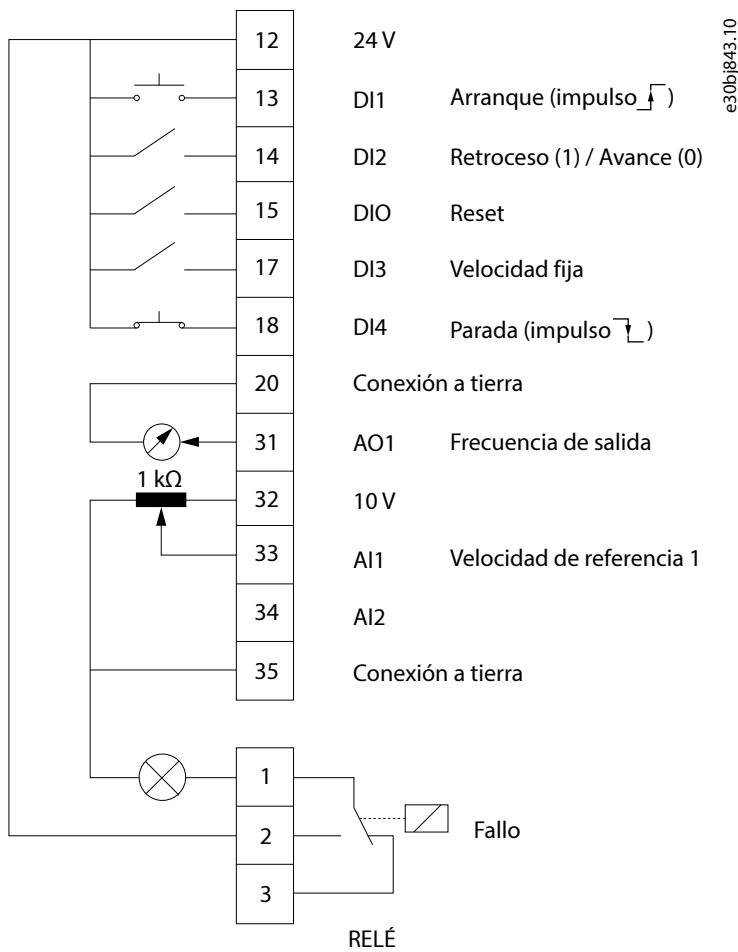 12 24 V
13 DI1 Arranque (impulso )
14 DI2 Retroceso (1) / Avance (0)
15 DIO Reset
17 DI3 Velocidad fija
18 DI4 Parada (impulso )
20 Conexión a tierra
31 AO1 Frecuencia de salida
1 kΩ
32 10 V
33 AI1 Velocidad de referencia 1
34 AI2
35 Conexión a tierra
1
2 Fallo
3
RELÉ
e30bj843.10